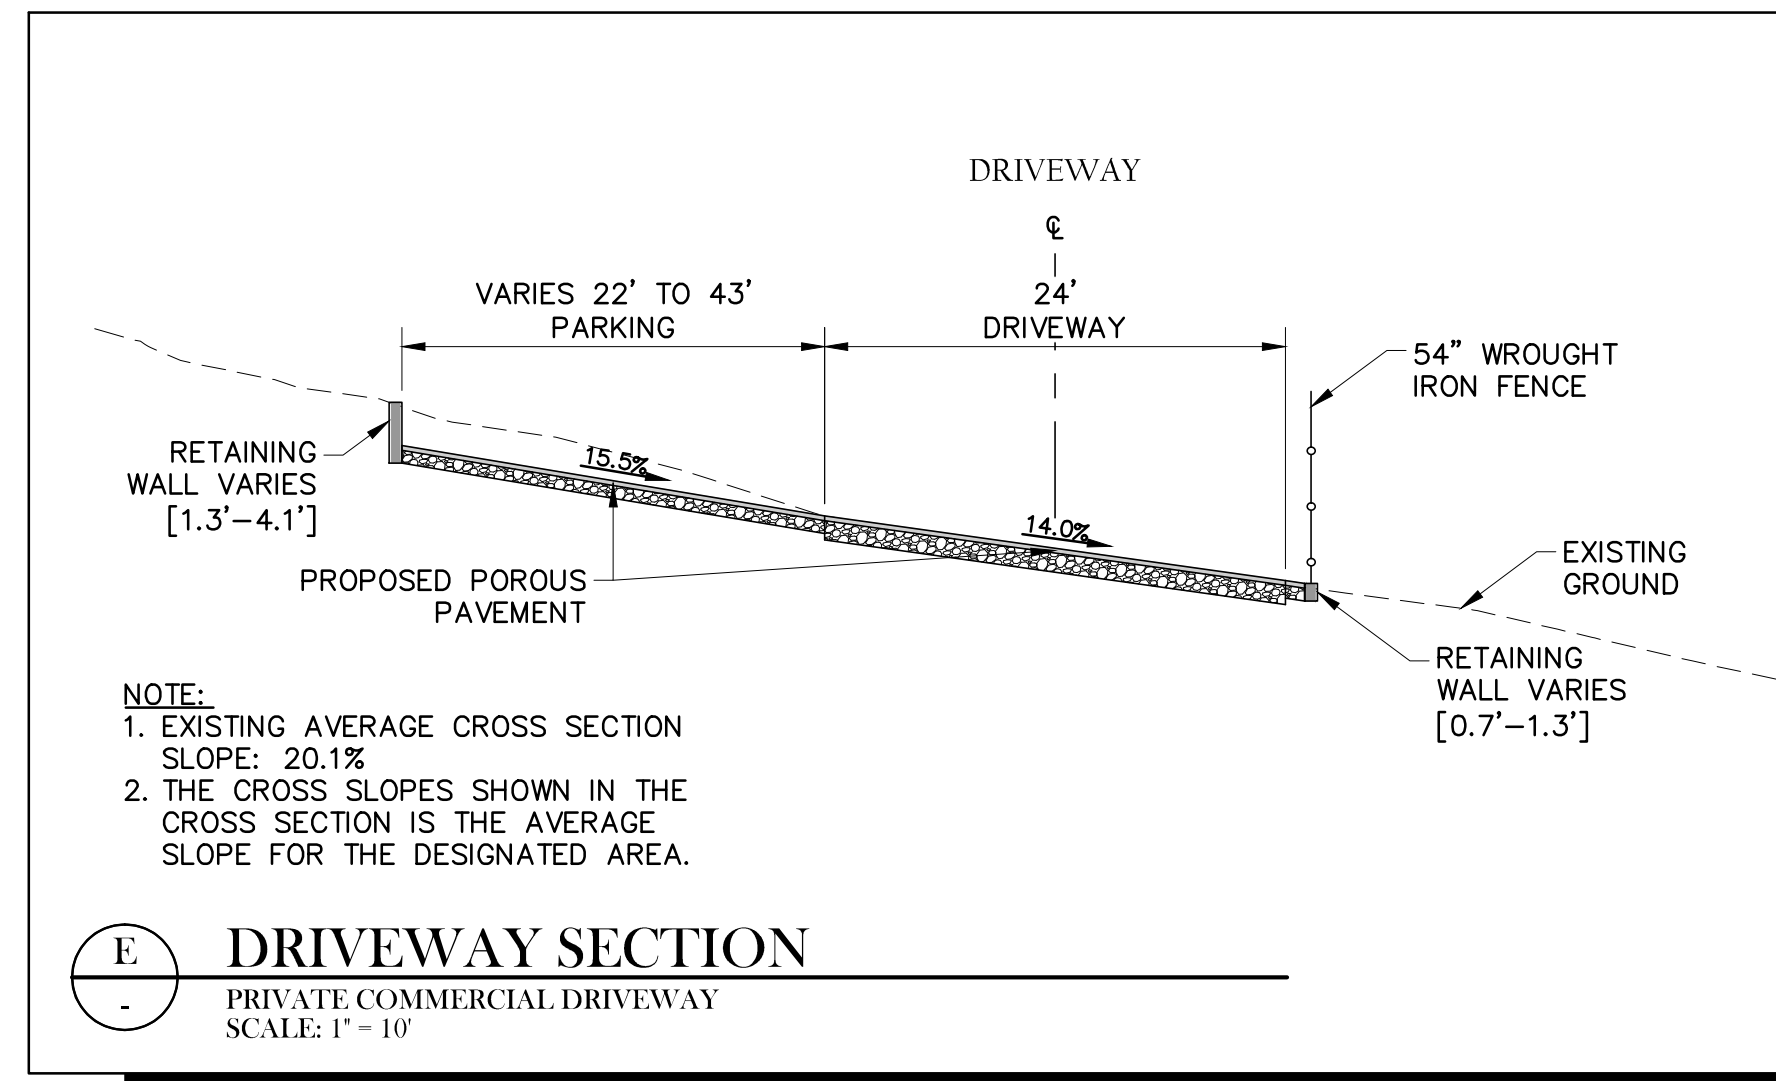 DRIVEWAY
℄
VARIES 22' TO 43'
PARKING
24'
DRIVEWAY
54" WROUGHT
IRON FENCE
RETAINING
WALL VARIES
[1.3'-4.1']
15.5%
14.0%
PROPOSED POROUS
PAVEMENT
EXISTING
GROUND
RETAINING
WALL VARIES
[0.7'-1.3']
NOTE:
1. EXISTING AVERAGE CROSS SECTION
SLOPE: 20.1%
2. THE CROSS SLOPES SHOWN IN THE
CROSS SECTION IS THE AVERAGE
SLOPE FOR THE DESIGNATED AREA.
E
-
DRIVEWAY SECTION
PRIVATE COMMERCIAL DRIVEWAY
SCALE: 1" = 10'